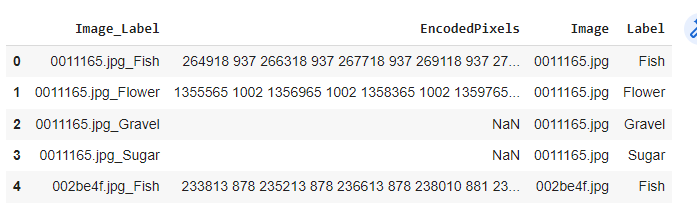 Image_Label EncodedPixels Image Label
0 0011165.jpg_Fish 264918 937 266318 937 267718 937 269118 937 27... 0011165.jpg Fish
1 0011165.jpg_Flower 1355565 1002 1356965 1002 1358365 1002 1359765... 0011165.jpg Flower
2 0011165.jpg_Gravel NaN 0011165.jpg Gravel
3 0011165.jpg_Sugar NaN 0011165.jpg Sugar
4 002be4f.jpg_Fish 233813 878 235213 878 236613 878 238010 881 23... 002be4f.jpg Fish